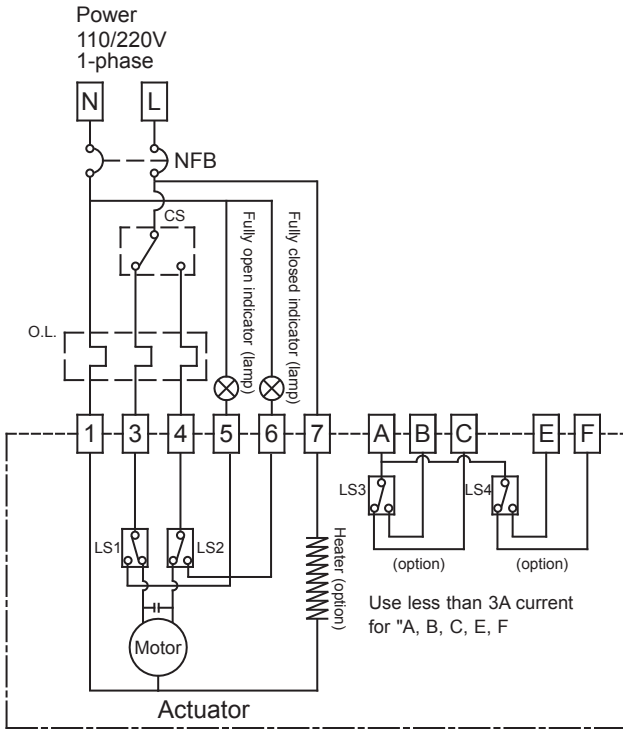 Power
110/220V
1-phase
N L
NFB
CS
Fully open indicator (lamp)
Fully closed indicator (lamp)
O.L.
1 3 4 5 6 7 A B C E F
LS3 LS4
LS1 LS2
Heater (option)
(option) (option)
Use less than 3A current
for "A, B, C, E, F
Motor
Actuator